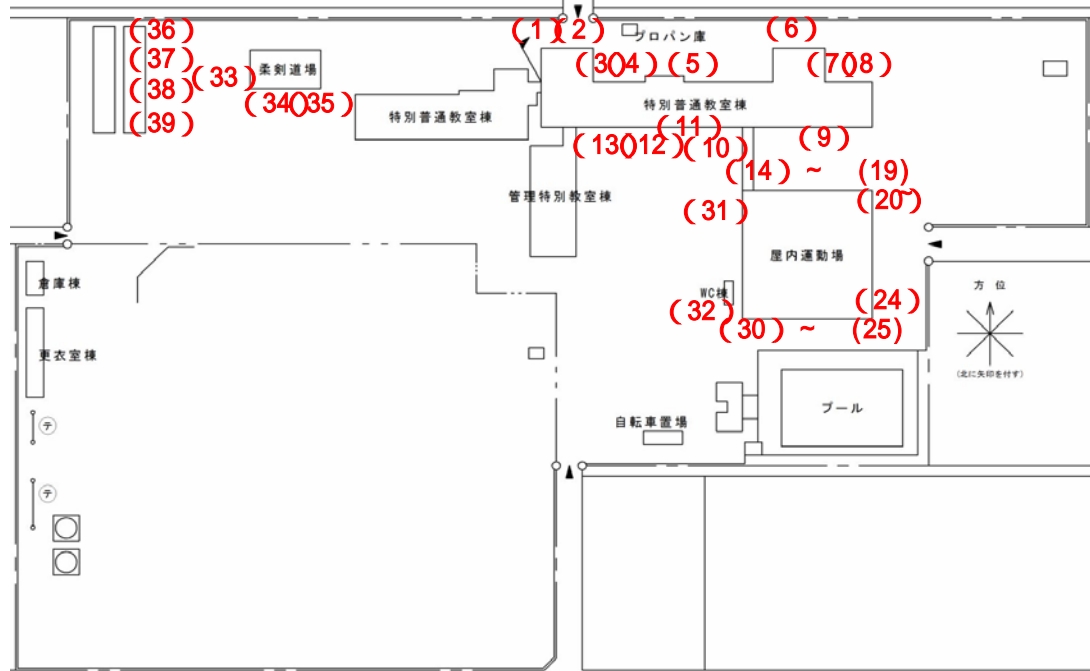 (36)
(1)(2)
プロパン庫
(6)
(37)
(33)
柔剣道場
(3)(4)
(5)
(7)(8)
(38)
(34)(35)
特別普通教室棟
特別普通教室棟
(39)
(11)
(13)(12)
(10)
(9)
(14) ~ (19)
管理特別教室棟
(31)
(20)~
屋内運動場
倉庫棟
WC棟
(24)
方位
(32)
(30) ~ (25)
更衣室棟
(北に矢印を付す)
プール
自転車置場
テ
テ